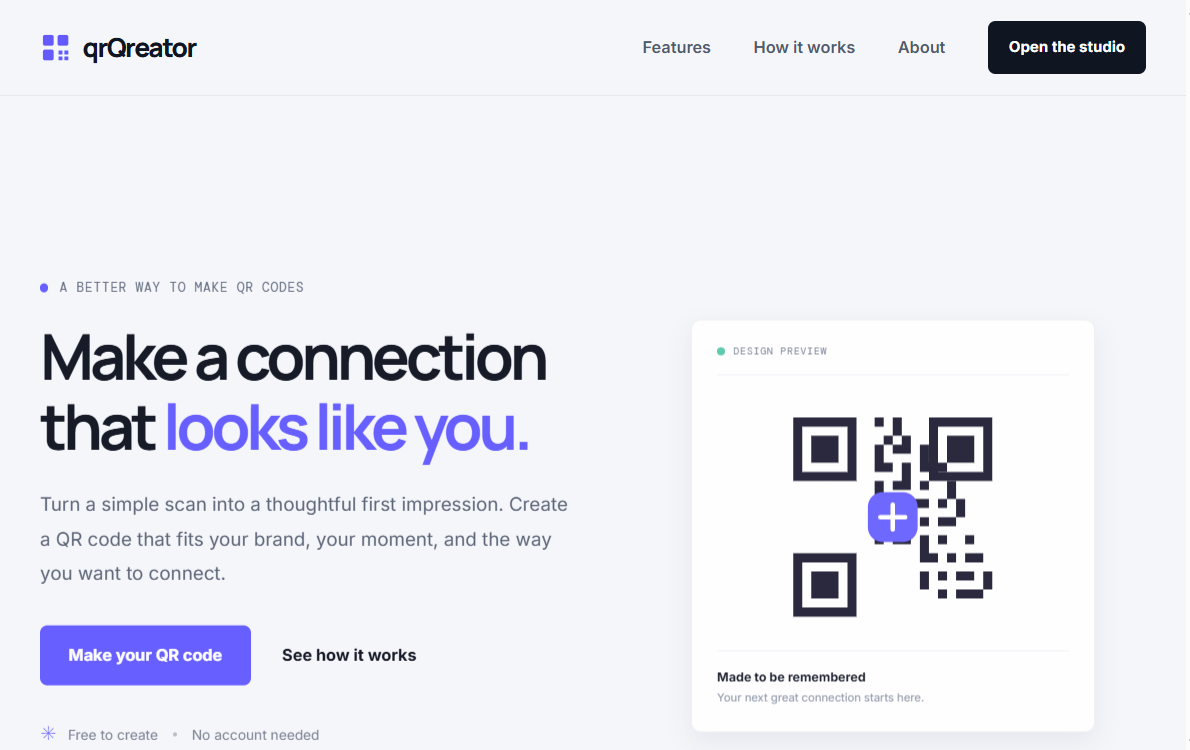 qrQreator
Features
How it works
About
Open the studio
A BETTER WAY TO MAKE QR CODES
Make a connection
that looks like you.
Turn a simple scan into a thoughtful first impression. Create
a QR code that fits your brand, your moment, and the way
you want to connect.
Make your QR code
See how it works
Free to create • No account needed
DESIGN PREVIEW
Made to be remembered
Your next great connection starts here.